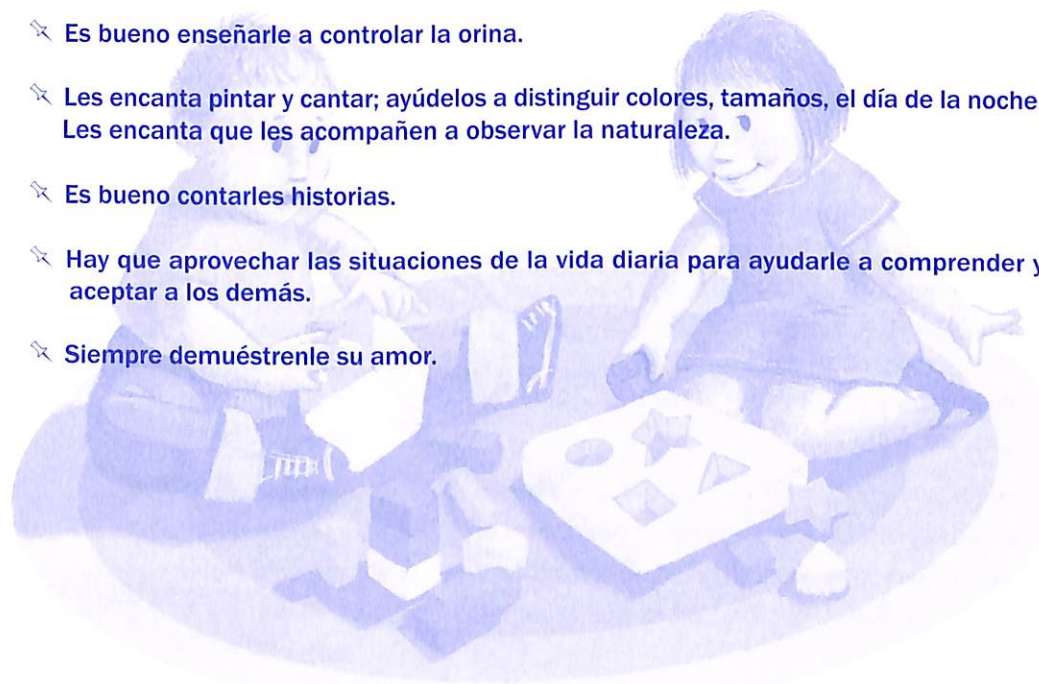 Es bueno enseñarle a controlar la orina.
Les encanta pintar y cantar; ayúdelos a distinguir colores, tamaños, el día de la noche
Les encanta que les acompañen a observar la naturaleza.
Es bueno contarles historias.
Hay que aprovechar las situaciones de la vida diaria para ayudarle a comprender y
aceptar a los demás.
Siempre demuéstrenle su amor.